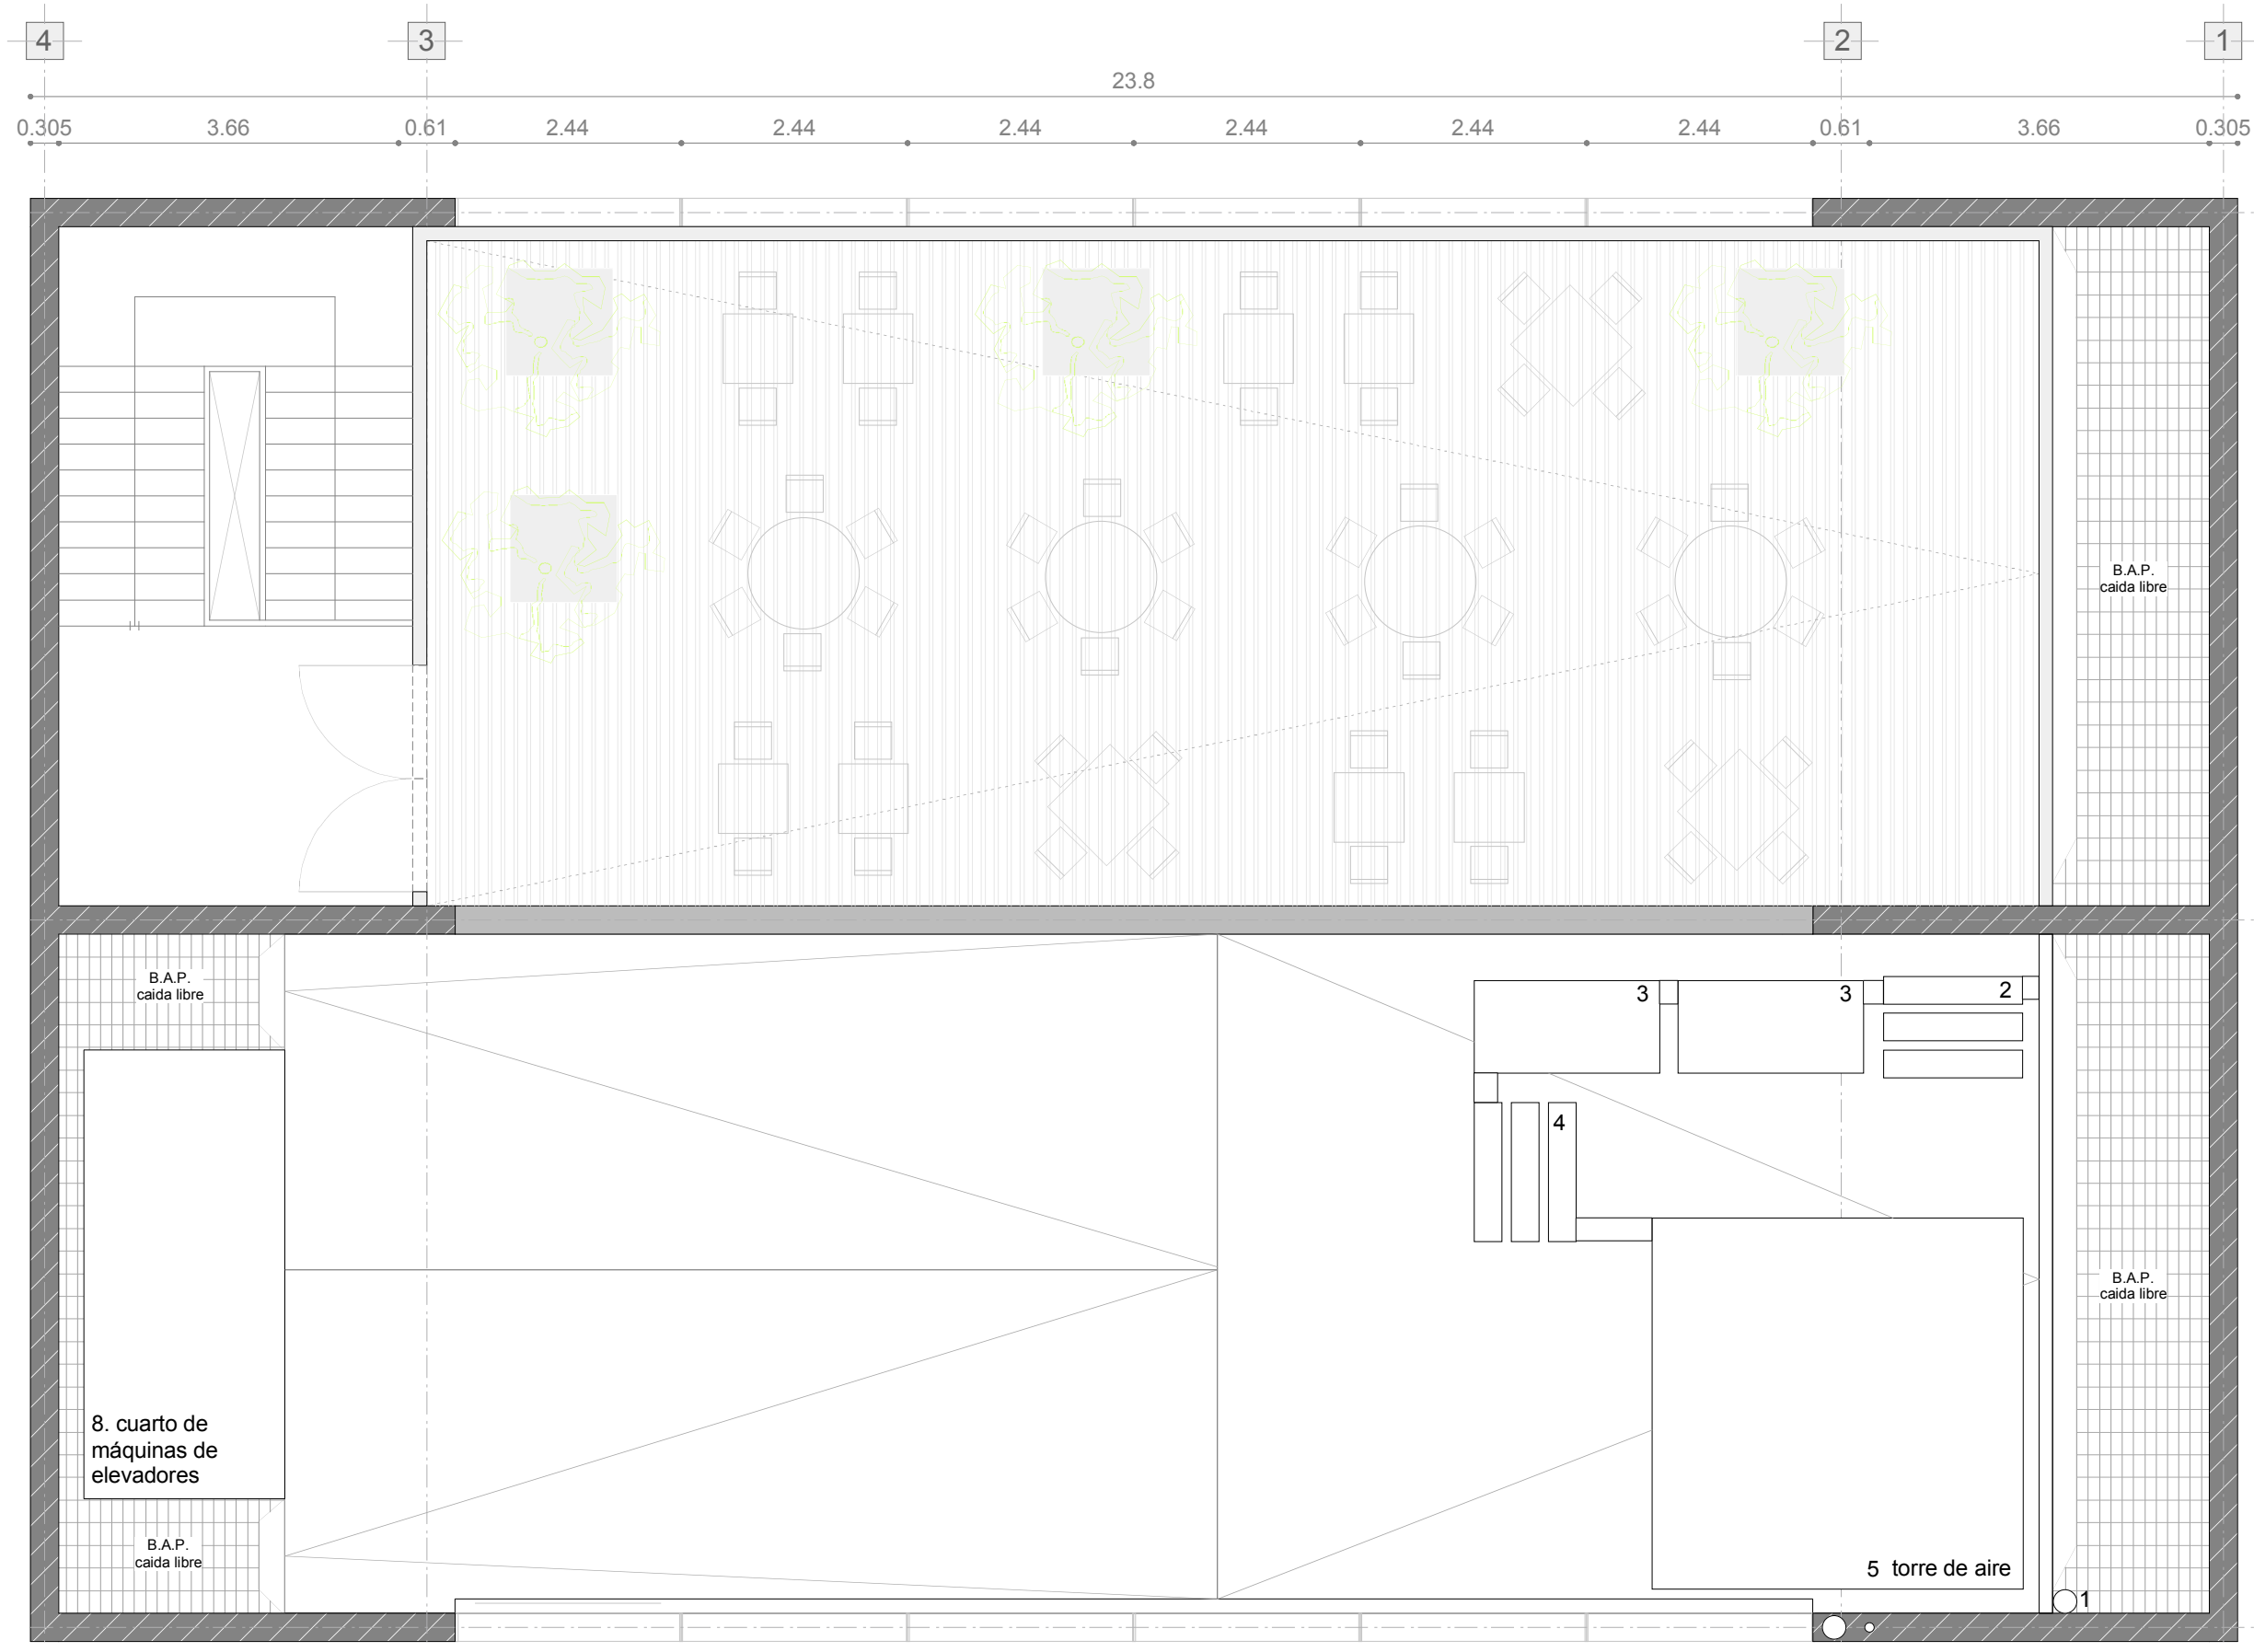 4 3 2 1
23.8
0.305 3.66 0.61 2.44 2.44 2.44 2.44 2.44 2.44 0.61 3.66 0.305
B.A.P.
caida libre
B.A.P.
caida libre
3 3 2
4
B.A.P.
caida libre
8. cuarto de
máquinas de
elevadores
B.A.P.
caida libre
5 torre de aire
1